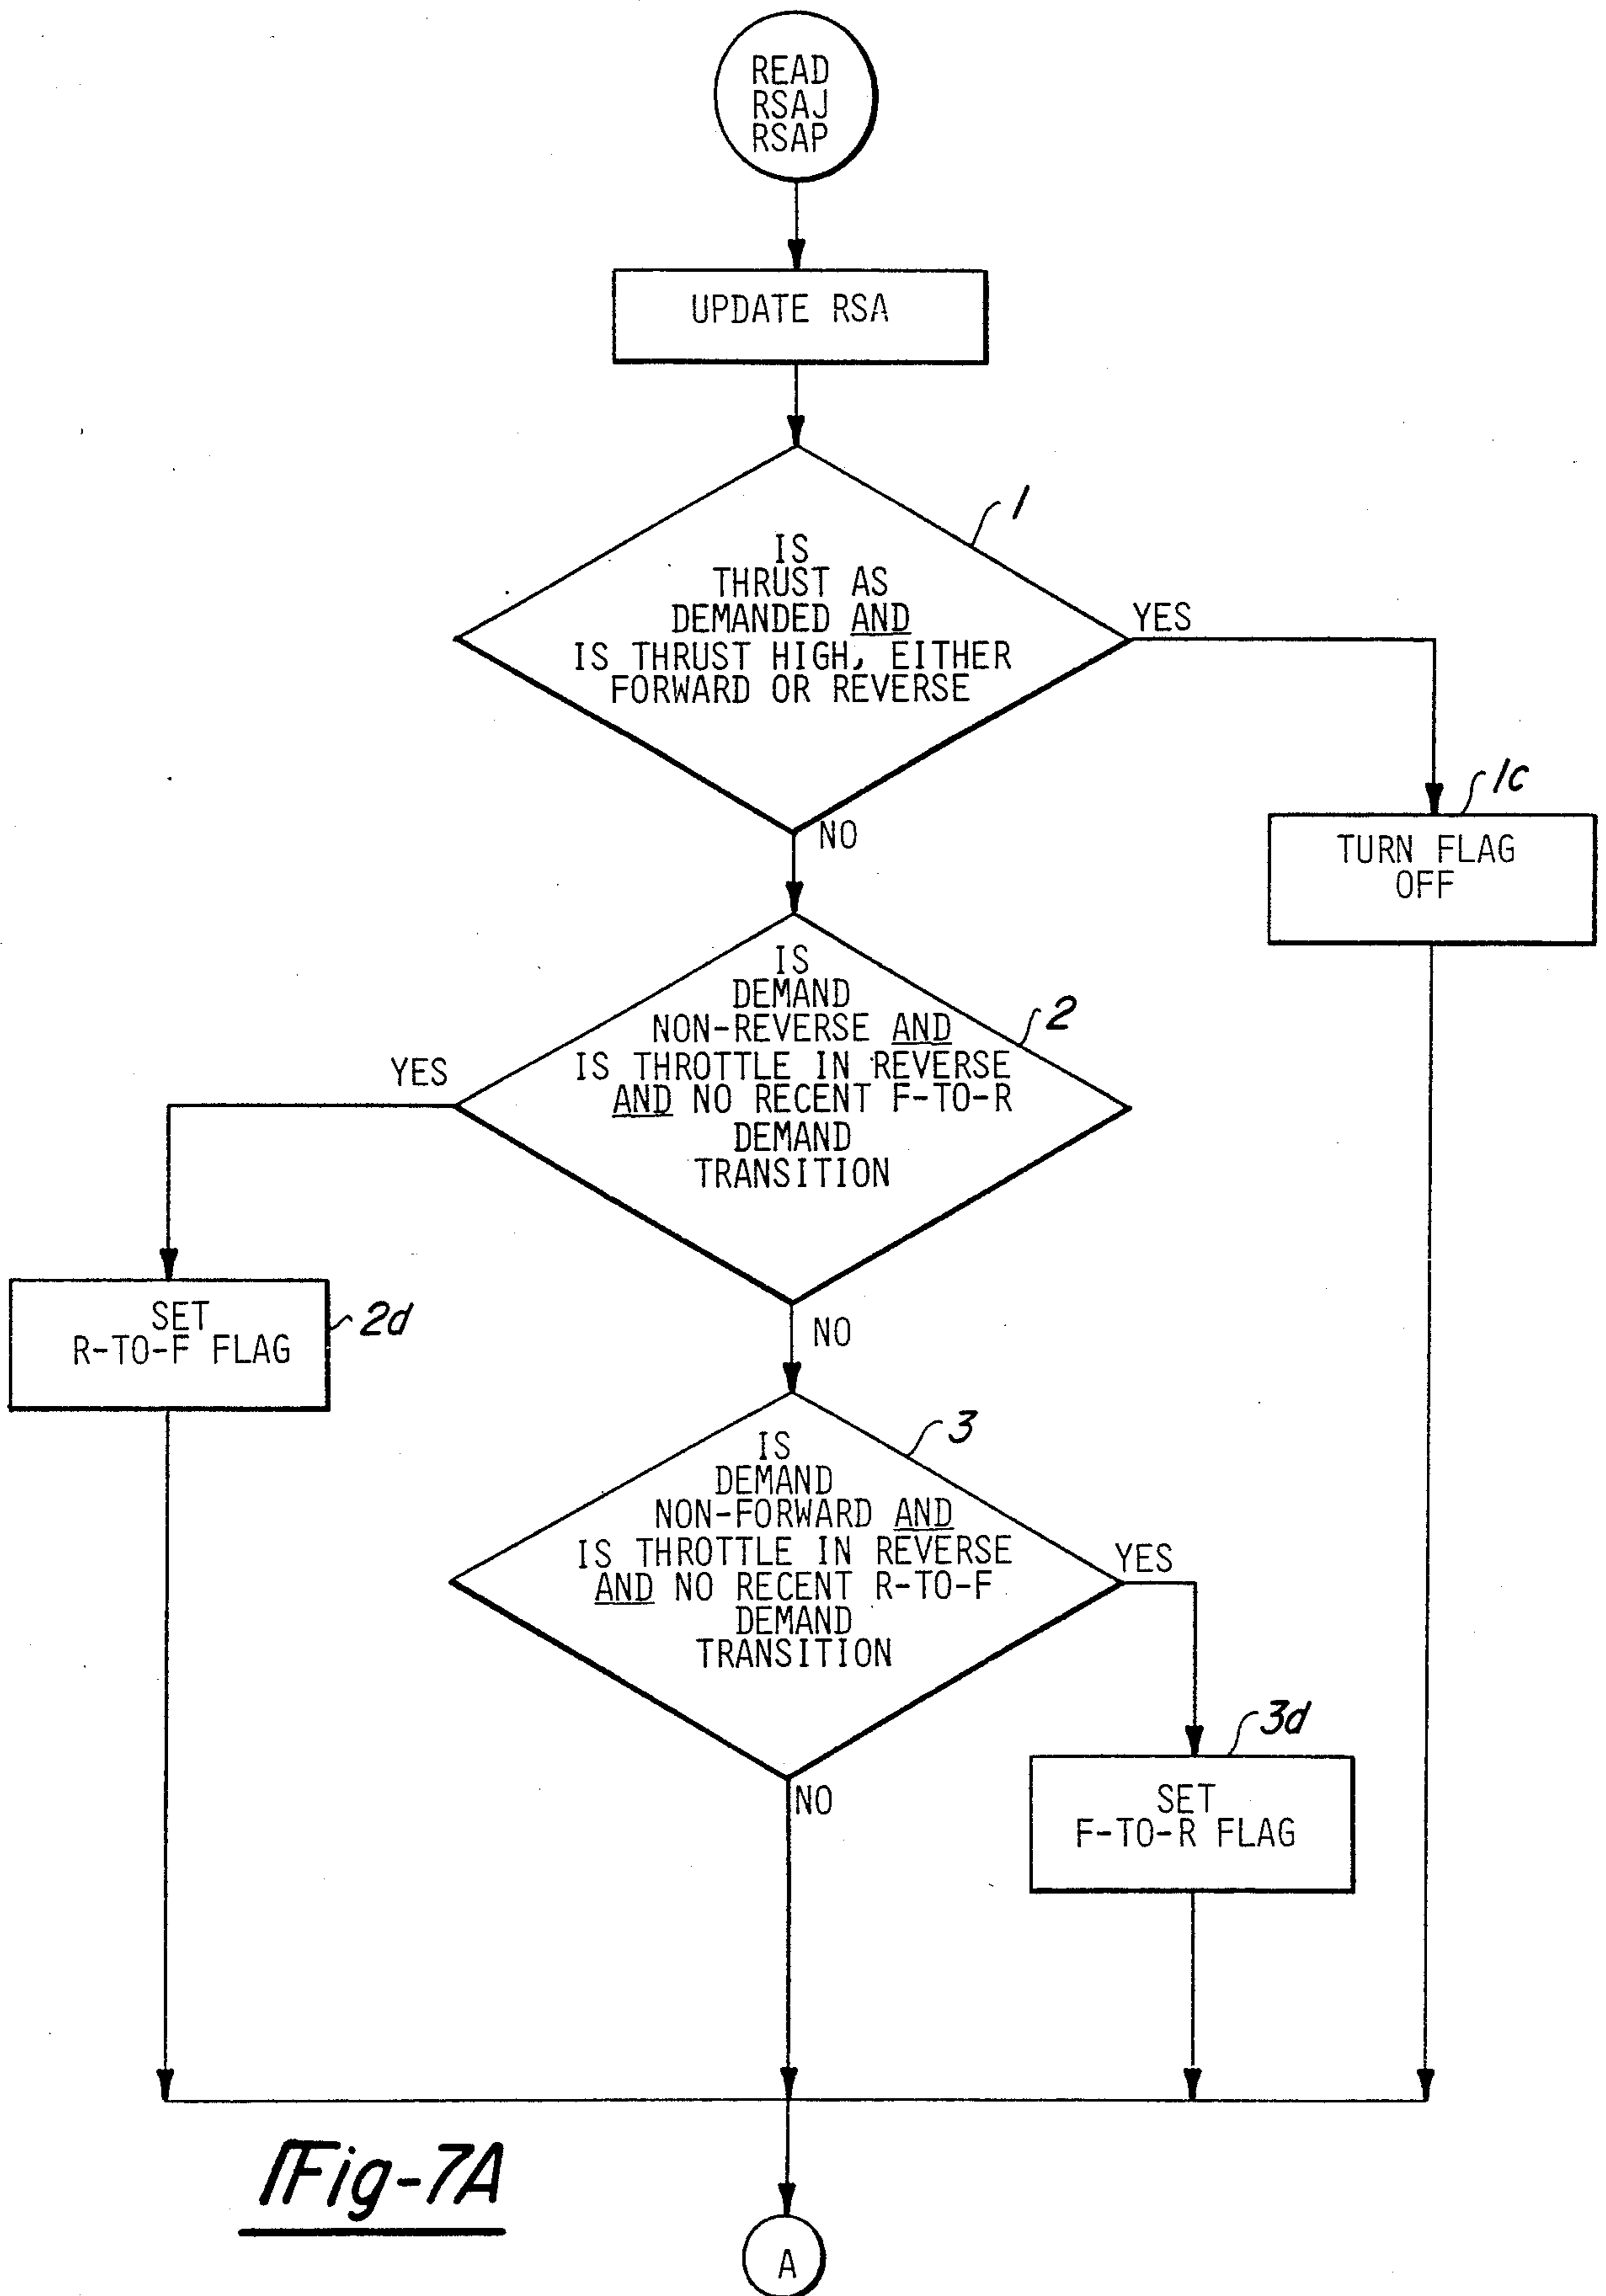 READ
RSAJ
RSAP
UPDATE RSA
1
IS
THRUST AS
DEMANDED AND
IS THRUST HIGH, EITHER
FORWARD OR REVERSE
YES
NO
1c
TURN FLAG
OFF
2
IS
DEMAND
NON-REVERSE AND
IS THROTTLE IN REVERSE
AND NO RECENT F-TO-R
DEMAND
TRANSITION
YES
NO
SET
R-TO-F FLAG
2d
3
IS
DEMAND
NON-FORWARD AND
IS THROTTLE IN REVERSE
AND NO RECENT R-TO-F
DEMAND
TRANSITION
YES
NO
3d
SET
F-TO-R FLAG
Fig-7A
A